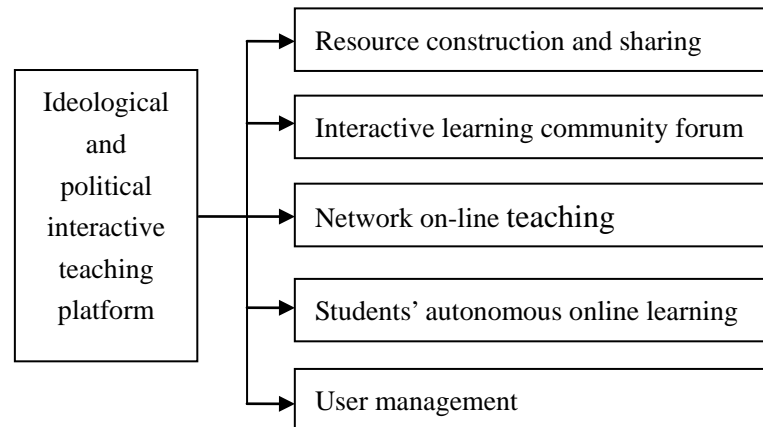 Ideological
and
political
interactive
teaching
platform
Resource construction and sharing
Interactive learning community forum
Network on-line teaching
Students’ autonomous online learning
User management